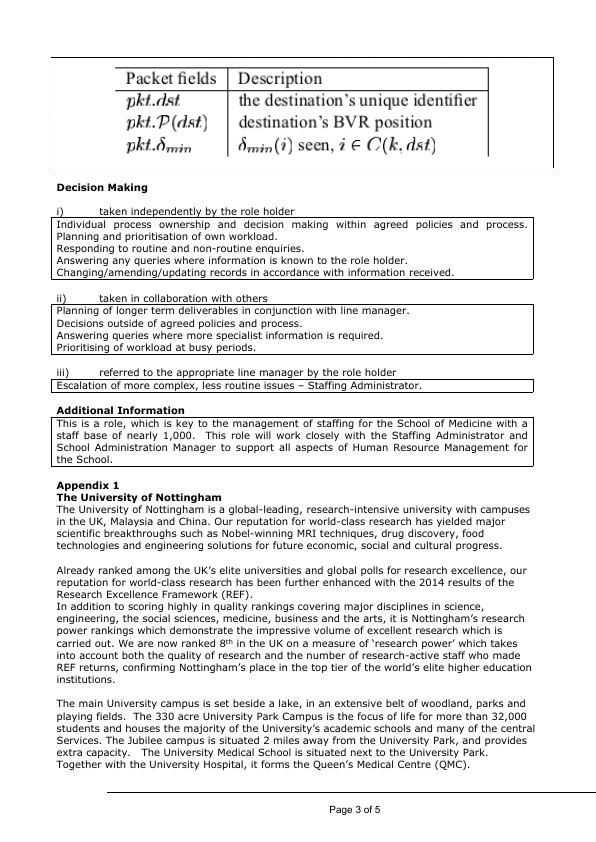 Packet fields Description
pkt.dst the destination's unique identifier
pkt.P(dst) destination's BVR position
pkt.δmin δmin(i) seen, i ∈ C(k, dst)
Decision Making
i) taken independently by the role holder
Individual process ownership and decision making within agreed policies and process.
Planning and prioritisation of own workload.
Responding to routine and non-routine enquiries.
Answering any queries where information is known to the role holder.
Changing/amending/updating records in accordance with information received.
ii) taken in collaboration with others
Planning of longer term deliverables in conjunction with line manager.
Decisions outside of agreed policies and process.
Answering queries where more specialist information is required.
Prioritising of workload at busy periods.
iii) referred to the appropriate line manager by the role holder
Escalation of more complex, less routine issues – Staffing Administrator.
Additional Information
This is a role, which is key to the management of staffing for the School of Medicine with a
staff base of nearly 1,000. This role will work closely with the Staffing Administrator and
School Administration Manager to support all aspects of Human Resource Management for
the School.
Appendix 1
The University of Nottingham
The University of Nottingham is a global-leading, research-intensive university with campuses
in the UK, Malaysia and China. Our reputation for world-class research has yielded major
scientific breakthroughs such as Nobel-winning MRI techniques, drug discovery, food
technologies and engineering solutions for future economic, social and cultural progress.
Already ranked among the UK's elite universities and global polls for research excellence, our
reputation for world-class research has been further enhanced with the 2014 results of the
Research Excellence Framework (REF).
In addition to scoring highly in quality rankings covering major disciplines in science,
engineering, the social sciences, medicine, business and the arts, it is Nottingham's research
power rankings which demonstrate the impressive volume of excellent research which is
carried out. We are now ranked 8th in the UK on a measure of 'research power' which takes
into account both the quality of research and the number of research-active staff who made
REF returns, confirming Nottingham's place in the top tier of the world's elite higher education
institutions.
The main University campus is set beside a lake, in an extensive belt of woodland, parks and
playing fields. The 330 acre University Park Campus is the focus of life for more than 32,000
students and houses the majority of the University's academic schools and many of the central
Services. The Jubilee campus is situated 2 miles away from the University Park, and provides
extra capacity. The University Medical School is situated next to the University Park.
Together with the University Hospital, it forms the Queen's Medical Centre (QMC).
Page 3 of 5